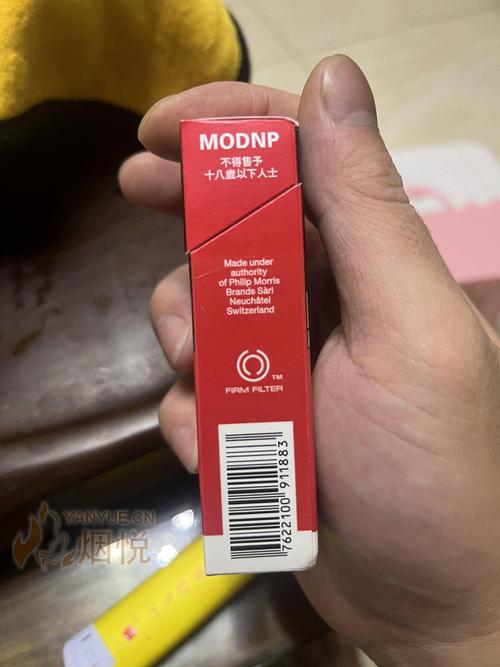 MODNP
不得售予
十八歲以下人士
Made under
authority
of Philip Morris
Brands Sàrl
Neuchâtel
Switzerland
TM
FIRM FILTER
7622100 911883
YANYUE.CN
烟悦